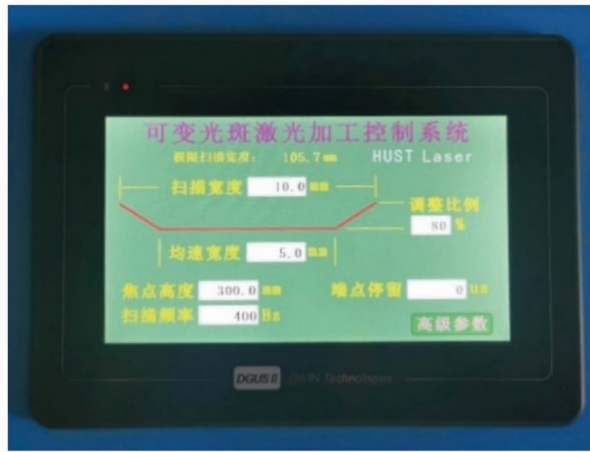 可变光斑激光加工控制系统
极限扫描宽度: 105.7mm HUST Laser
扫描宽度 10.0 mm
调整比例
80 %
均速宽度 5.0 mm
焦点高度 300.0 mm 端点停留 0 us
扫描频率 400 Hz
高级参数
DGUS II DWIN Technologies